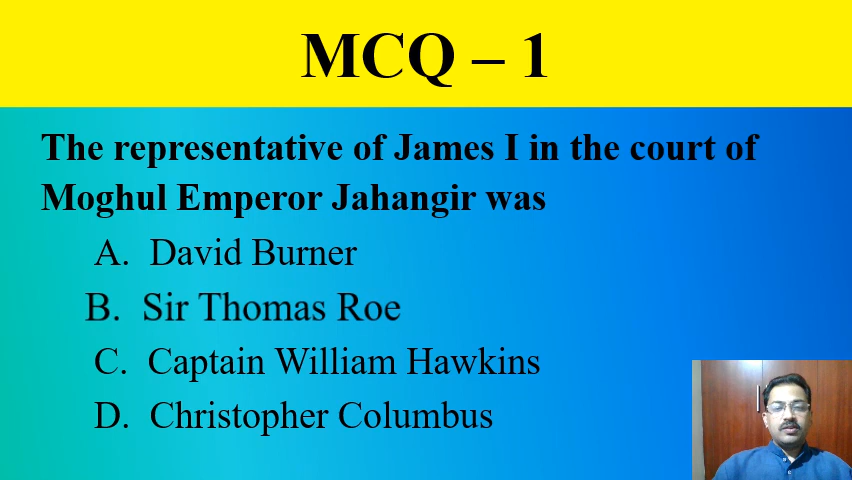 MCQ – 1
The representative of James I in the court of
Moghul Emperor Jahangir was
A. David Burner
B. Sir Thomas Roe
C. Captain William Hawkins
D. Christopher Columbus